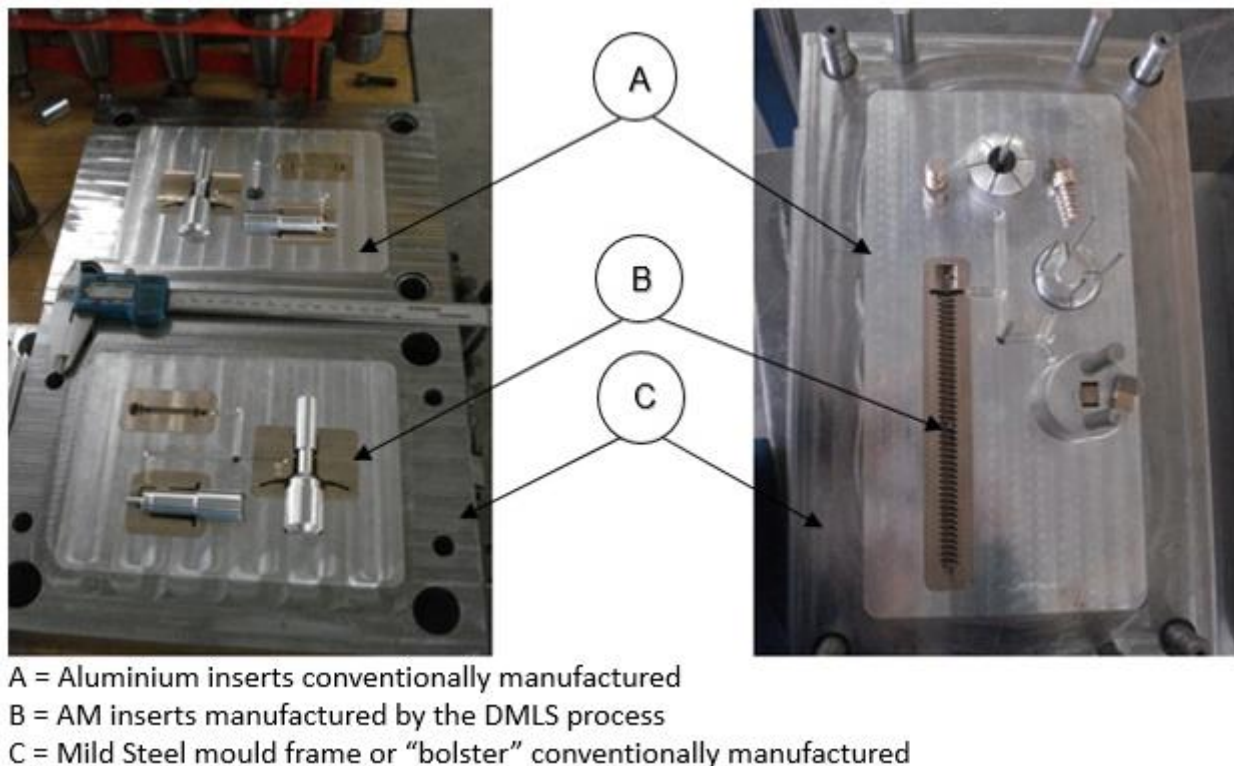 A
B
C
A = Aluminium inserts conventionally manufactured
B = AM inserts manufactured by the DMLS process
C = Mild Steel mould frame or “bolster” conventionally manufactured